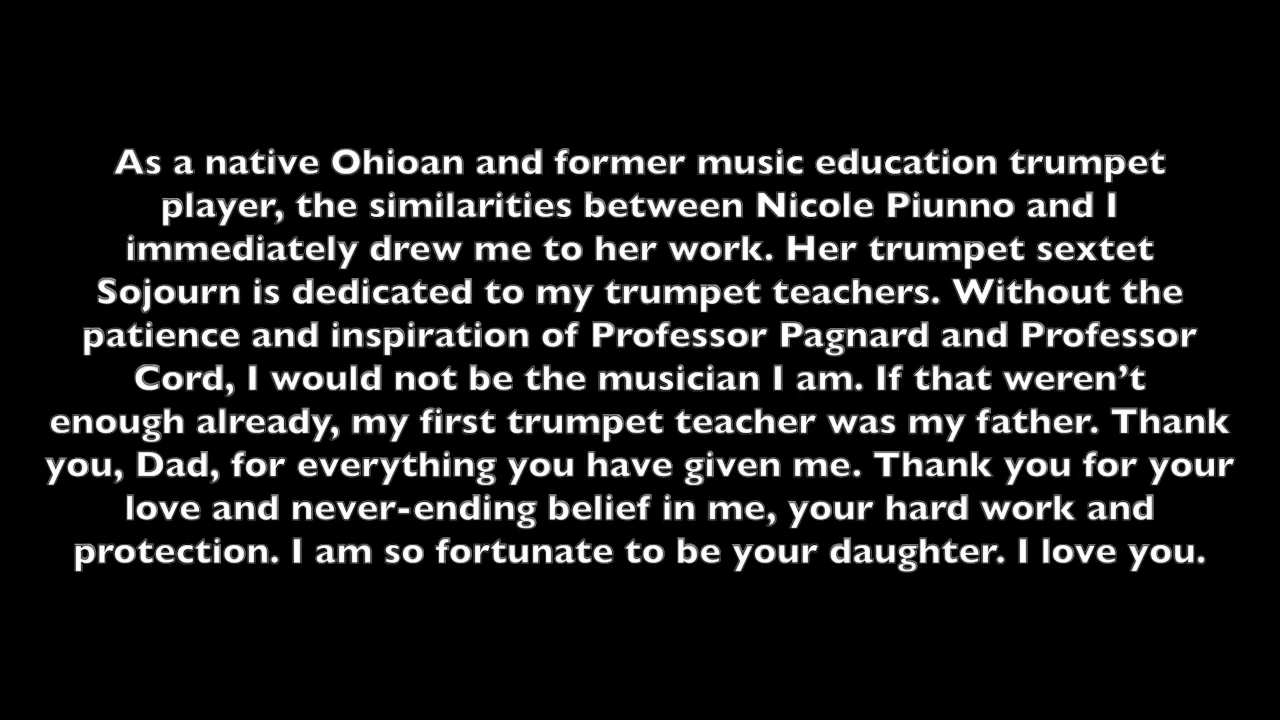 As a native Ohioan and former music education trumpet
player, the similarities between Nicole Piunno and I
immediately drew me to her work. Her trumpet sextet
Sojourn is dedicated to my trumpet teachers. Without the
patience and inspiration of Professor Pagnard and Professor
Cord, I would not be the musician I am. If that weren’t
enough already, my first trumpet teacher was my father. Thank
you, Dad, for everything you have given me. Thank you for your
love and never-ending belief in me, your hard work and
protection. I am so fortunate to be your daughter. I love you.